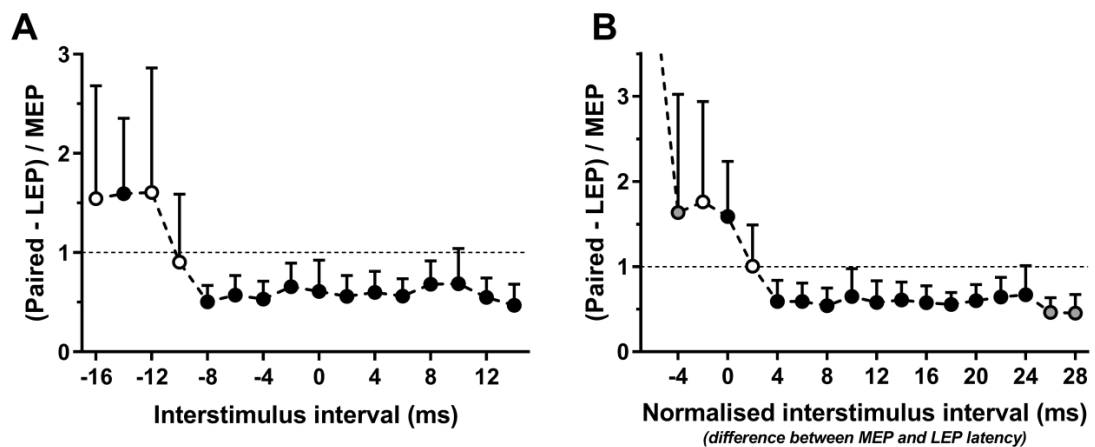 A
(Paired - LEP) / MEP
3
2
1
0
-16 -12 -8 -4 0 4 8 12
Interstimulus interval (ms)
B
(Paired - LEP) / MEP
3
2
1
0
-4 0 4 8 12 16 20 24 28
Normalised interstimulus interval (ms)
(difference between MEP and LEP latency)